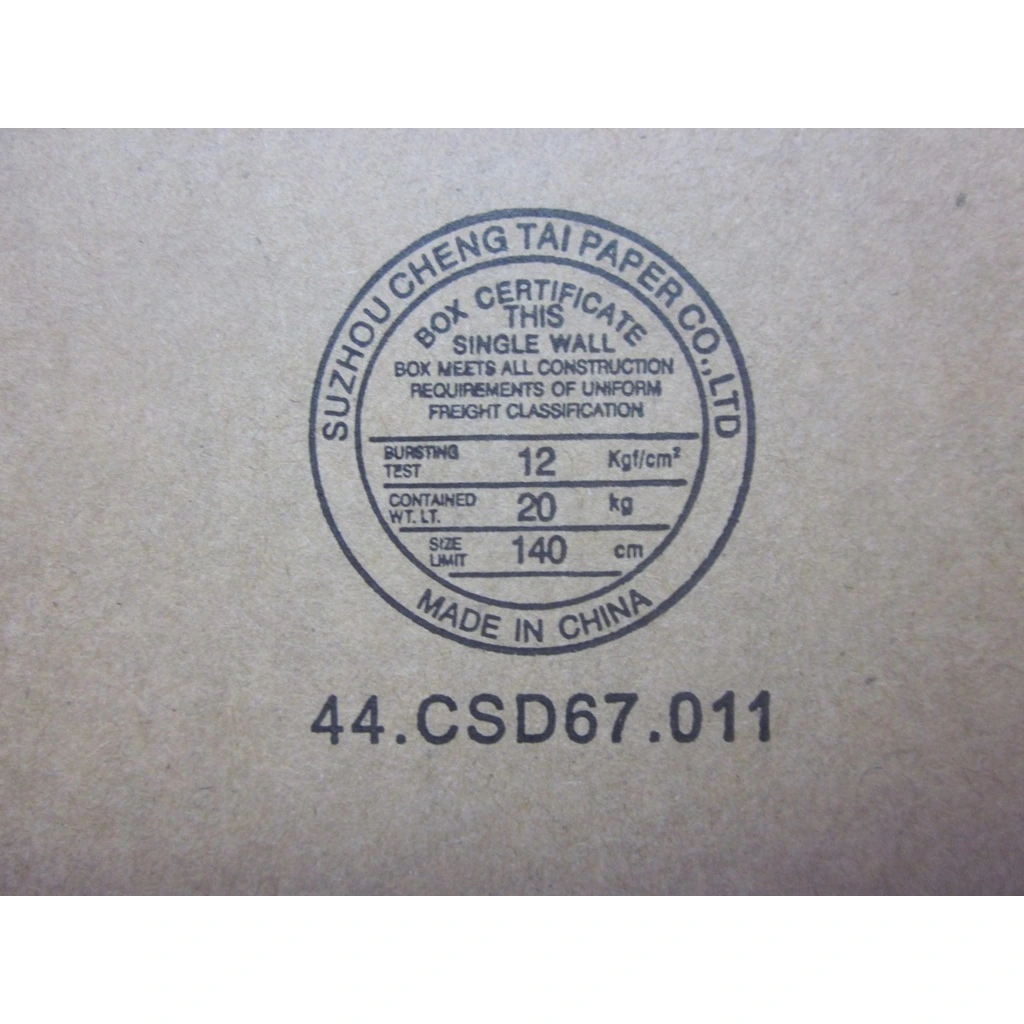 SUZHOU CHENG TAI PAPER CO.,LTD
BOX CERTIFICATE
THIS
SINGLE WALL
BOX MEETS ALL CONSTRUCTION
REQUIREMENTS OF UNIFORM
FREIGHT CLASSIFICATION
BURSTING TEST 12 Kgf/cm²
CONTAINED WT. LT. 20 kg
SIZE LIMIT 140 cm
MADE IN CHINA
44.CSD67.011